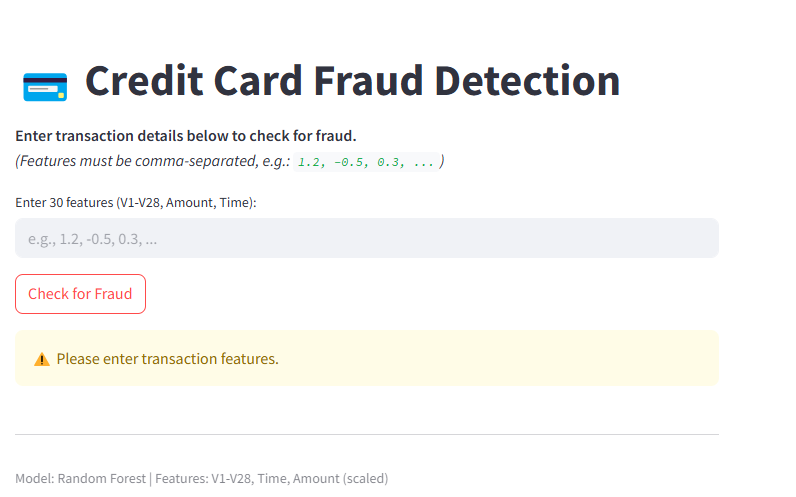 Credit Card Fraud Detection
Enter transaction details below to check for fraud.
(Features must be comma-separated, e.g.: 1.2, -0.5, 0.3, ... )
Enter 30 features (V1-V28, Amount, Time):
e.g., 1.2, -0.5, 0.3, ...
Check for Fraud
Please enter transaction features.
Model: Random Forest | Features: V1-V28, Time, Amount (scaled)